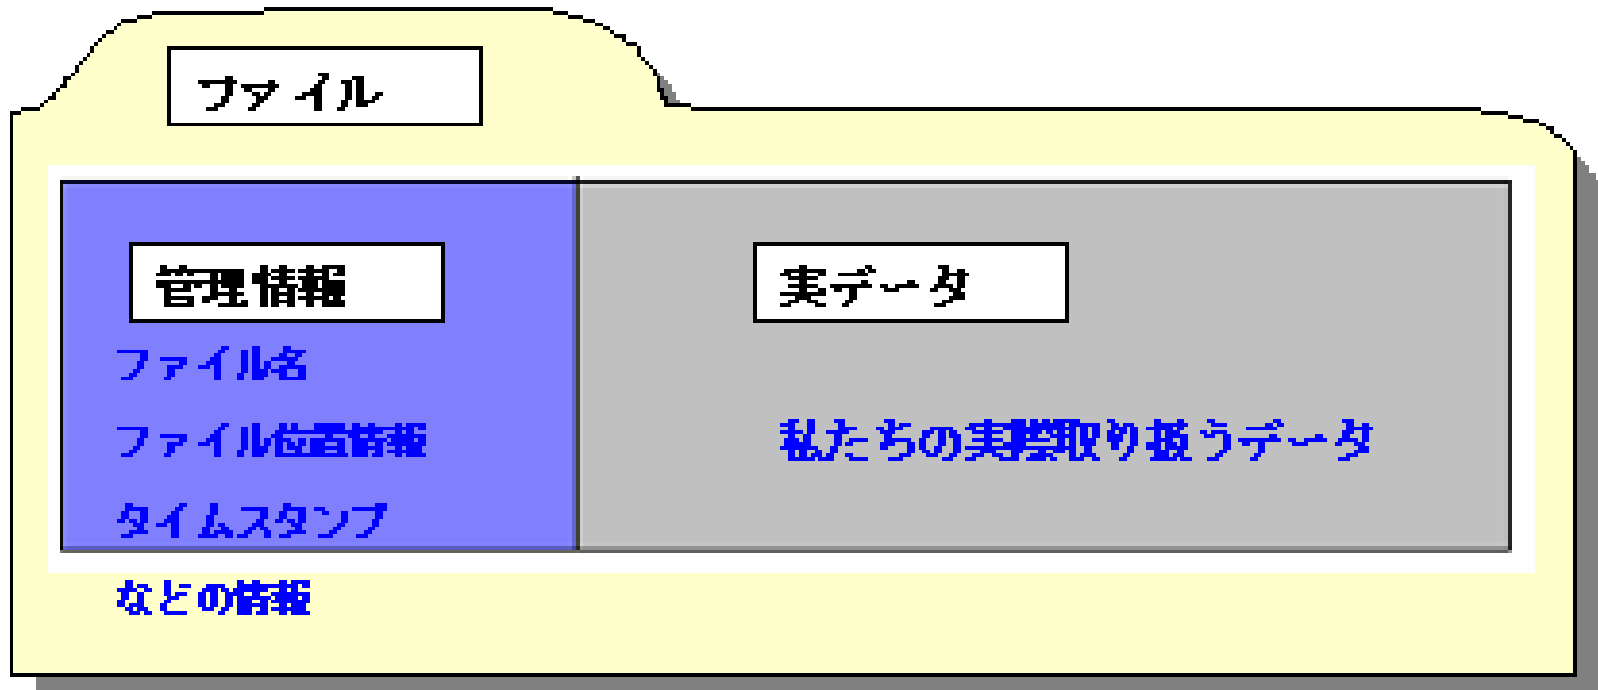 ファイル
管理情報
ファイル名
ファイル位置情報
タイムスタンプ
などの情報
実データ
私たちの実際取り扱うデータ